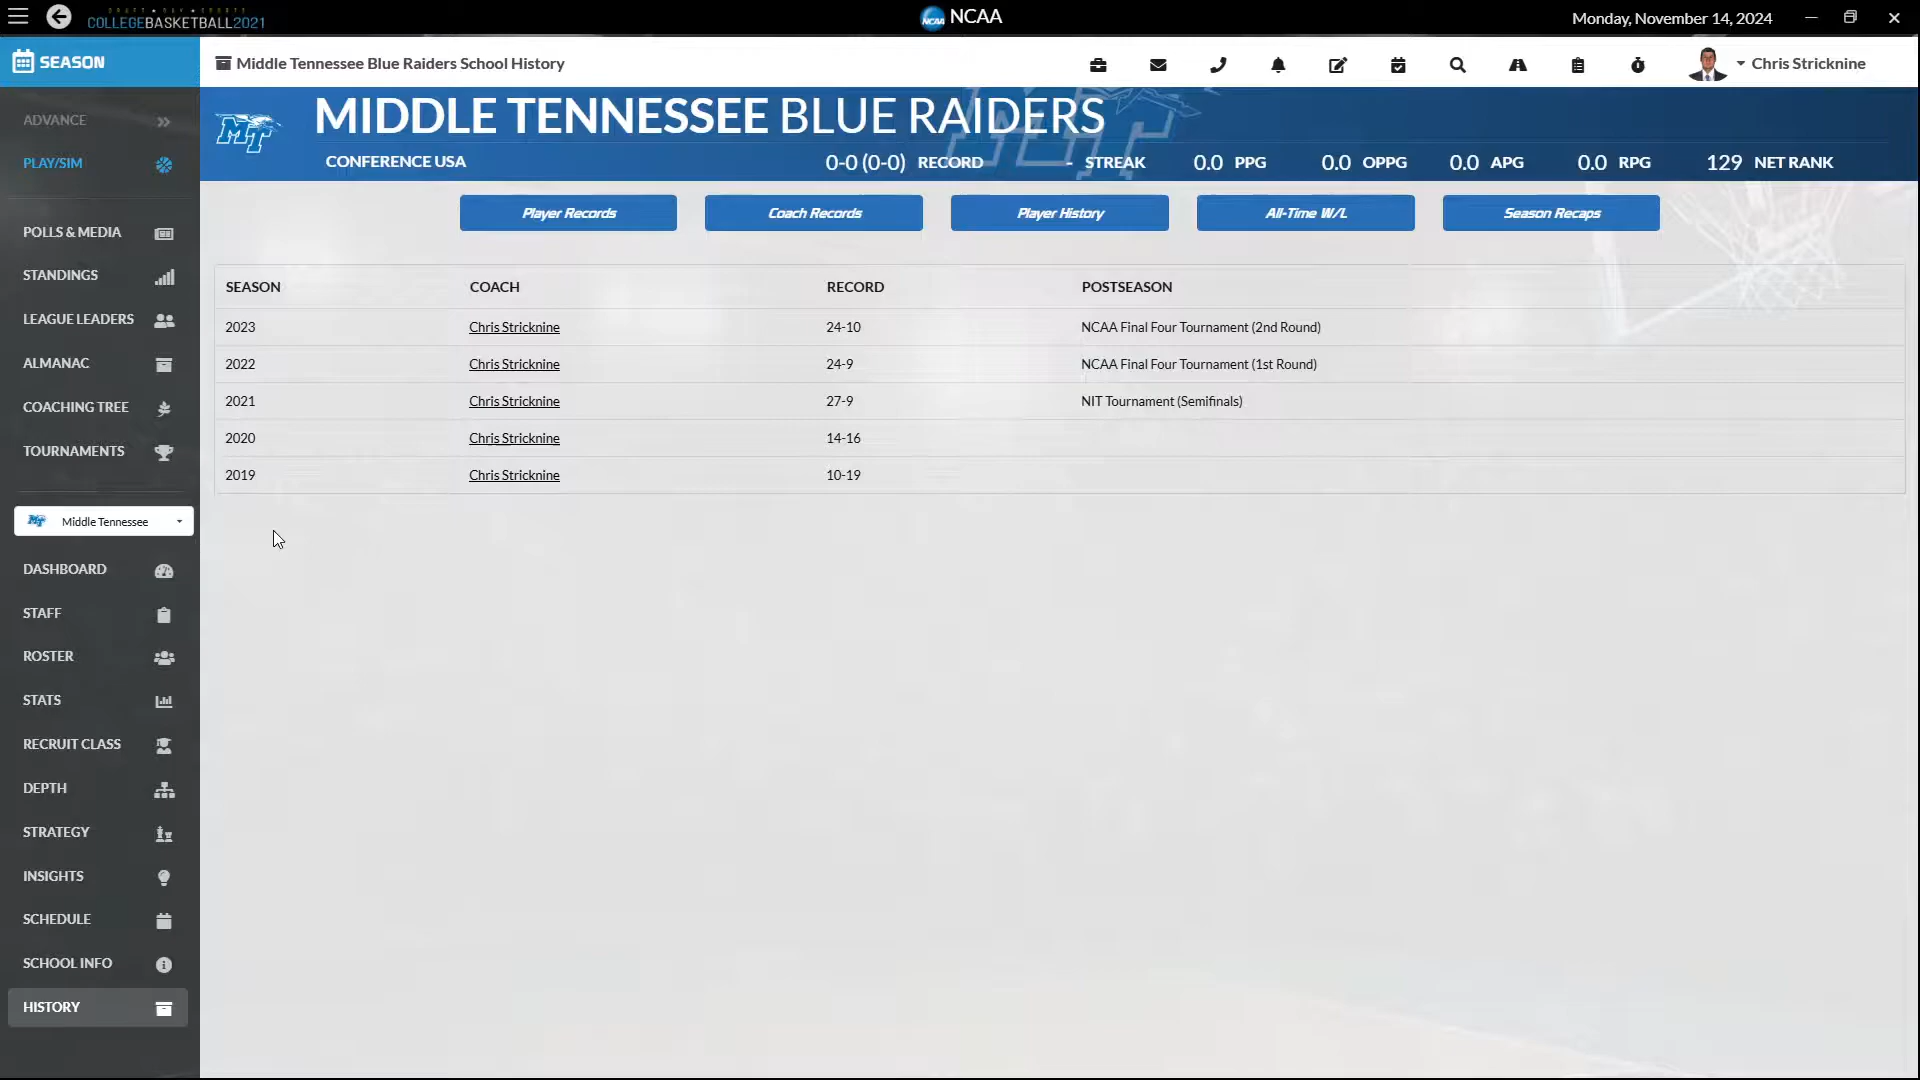 DRAFT DAY SPORTS
COLLEGEBASKETBALL2021
NCAA NCAA
Monday, November 14, 2024
SEASON
Middle Tennessee Blue Raiders School History
Chris Stricknine
ADVANCE
PLAY/SIM
POLLS & MEDIA
STANDINGS
LEAGUE LEADERS
ALMANAC
COACHING TREE
TOURNAMENTS
MT Middle Tennessee
DASHBOARD
STAFF
ROSTER
STATS
RECRUIT CLASS
DEPTH
STRATEGY
INSIGHTS
SCHEDULE
SCHOOL INFO
HISTORY
MT MIDDLE TENNESSEE BLUE RAIDERS
CONFERENCE USA 0-0 (0-0) RECORD - STREAK 0.0 PPG 0.0 OPPG 0.0 APG 0.0 RPG 129 NET RANK
Player Records Coach Records Player History All-Time W/L Season Recaps
SEASON COACH RECORD POSTSEASON
2023 Chris Stricknine 24-10 NCAA Final Four Tournament (2nd Round)
2022 Chris Stricknine 24-9 NCAA Final Four Tournament (1st Round)
2021 Chris Stricknine 27-9 NIT Tournament (Semifinals)
2020 Chris Stricknine 14-16
2019 Chris Stricknine 10-19